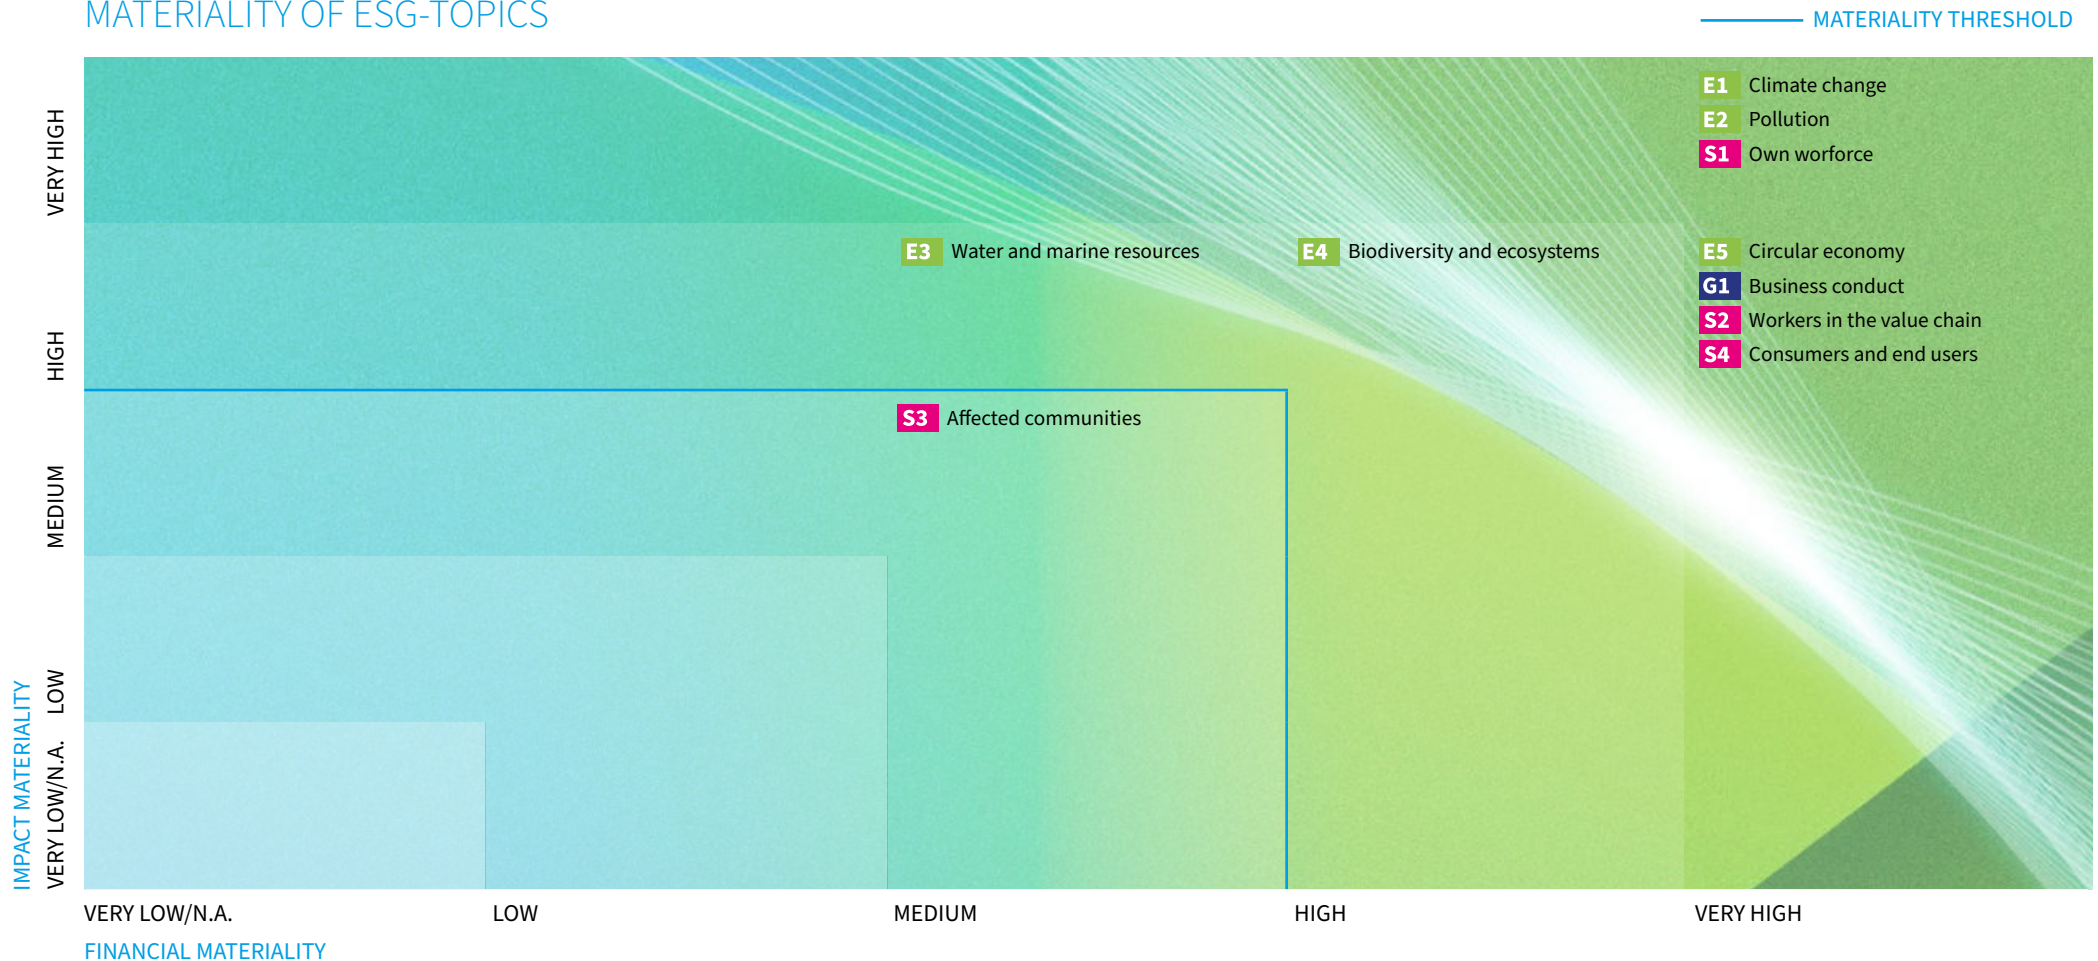 MATERIALITY OF ESG-TOPICS
MATERIALITY THRESHOLD
E1 Climate change
E2 Pollution
S1 Own worforce
E3 Water and marine resources
E4 Biodiversity and ecosystems
E5 Circular economy
G1 Business conduct
S2 Workers in the value chain
S4 Consumers and end users
S3 Affected communities
VERY HIGH
HIGH
MEDIUM
LOW
VERY LOW/N.A.
IMPACT MATERIALITY
VERY LOW/N.A.
LOW
MEDIUM
HIGH
VERY HIGH
FINANCIAL MATERIALITY